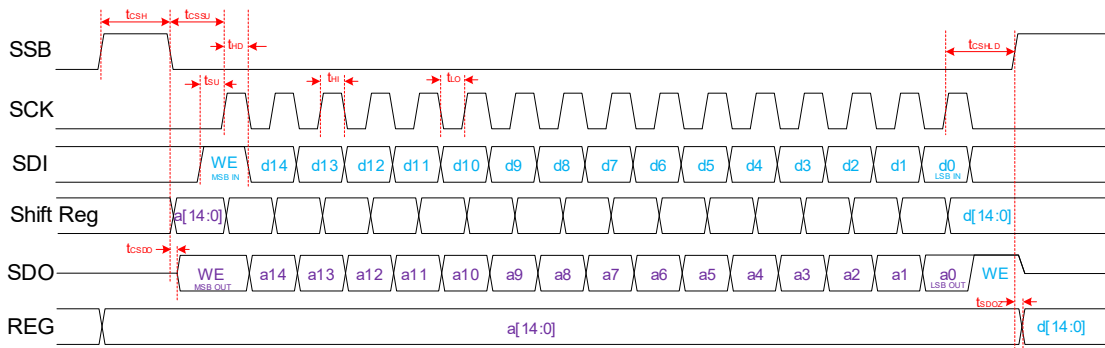 tCSH tCSSU tCSHLD
SSB tHD
tSU tHI tLO
SCK
SDI WE d14 d13 d12 d11 d10 d9 d8 d7 d6 d5 d4 d3 d2 d1 d0
MSB IN LSB IN
Shift Reg a[14:0] d[14:0]
tCSDO
SDO WE a14 a13 a12 a11 a10 a9 a8 a7 a6 a5 a4 a3 a2 a1 a0 WE
MSB OUT LSB OUT
tSDOZ
REG a[14:0] d[14:0]